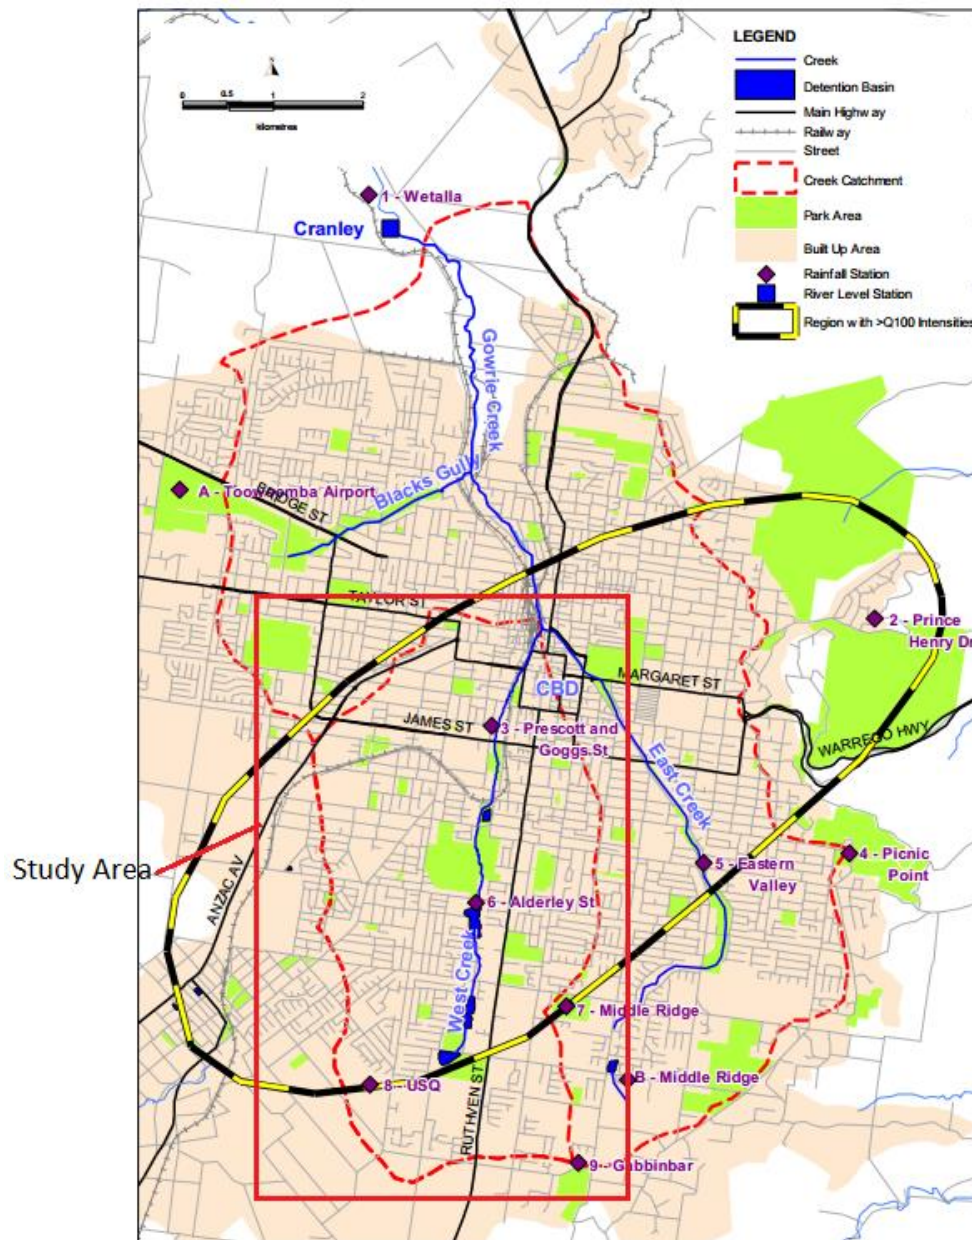 LEGEND
Creek
Detention Basin
Main Highway
Railway
Street
Creek Catchment
Park Area
Built Up Area
Rainfall Station
River Level Station
Region with >Q100 Intensities
N
0 0.5 1 2
kilometres
1 - Wetalla
Cranley
Gowrie Creek
Blacks Gully
A - Toowoomba Airport
BRIDGE ST
TAYLOR ST
2 - Prince
Henry Dr
MARGARET ST
CBD
JAMES ST
3 - Prescott and
Goggs St
WARREGO HWY
East Creek
Study Area
ANZAC AV
4 - Picnic
Point
5 - Eastern
Valley
6 - Alderley St
West Creek
7 - Middle Ridge
8 - USQ
RUTHVEN ST
B - Middle Ridge
9 - Gabbinbar